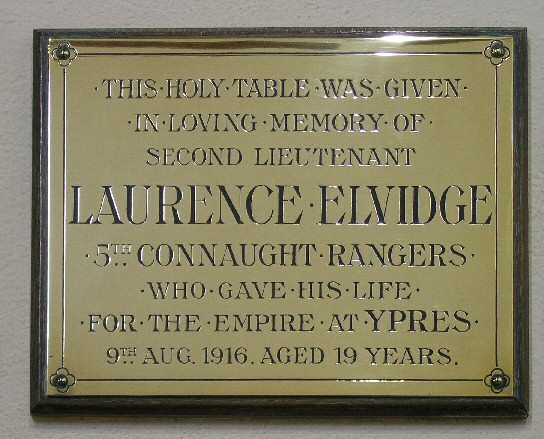 ·THIS·HOLY·TABLE·WAS·GIVEN·
·IN·LOVING·MEMORY·OF·
SECOND LIEUTENANT
LAURENCE·ELVIDGE
·5TH CONNAUGHT·RANGERS·
·WHO·GAVE·HIS·LIFE·
·FOR·THE·EMPIRE·AT YPRES·
9TH AUG. 1916. AGED 19 YEARS.